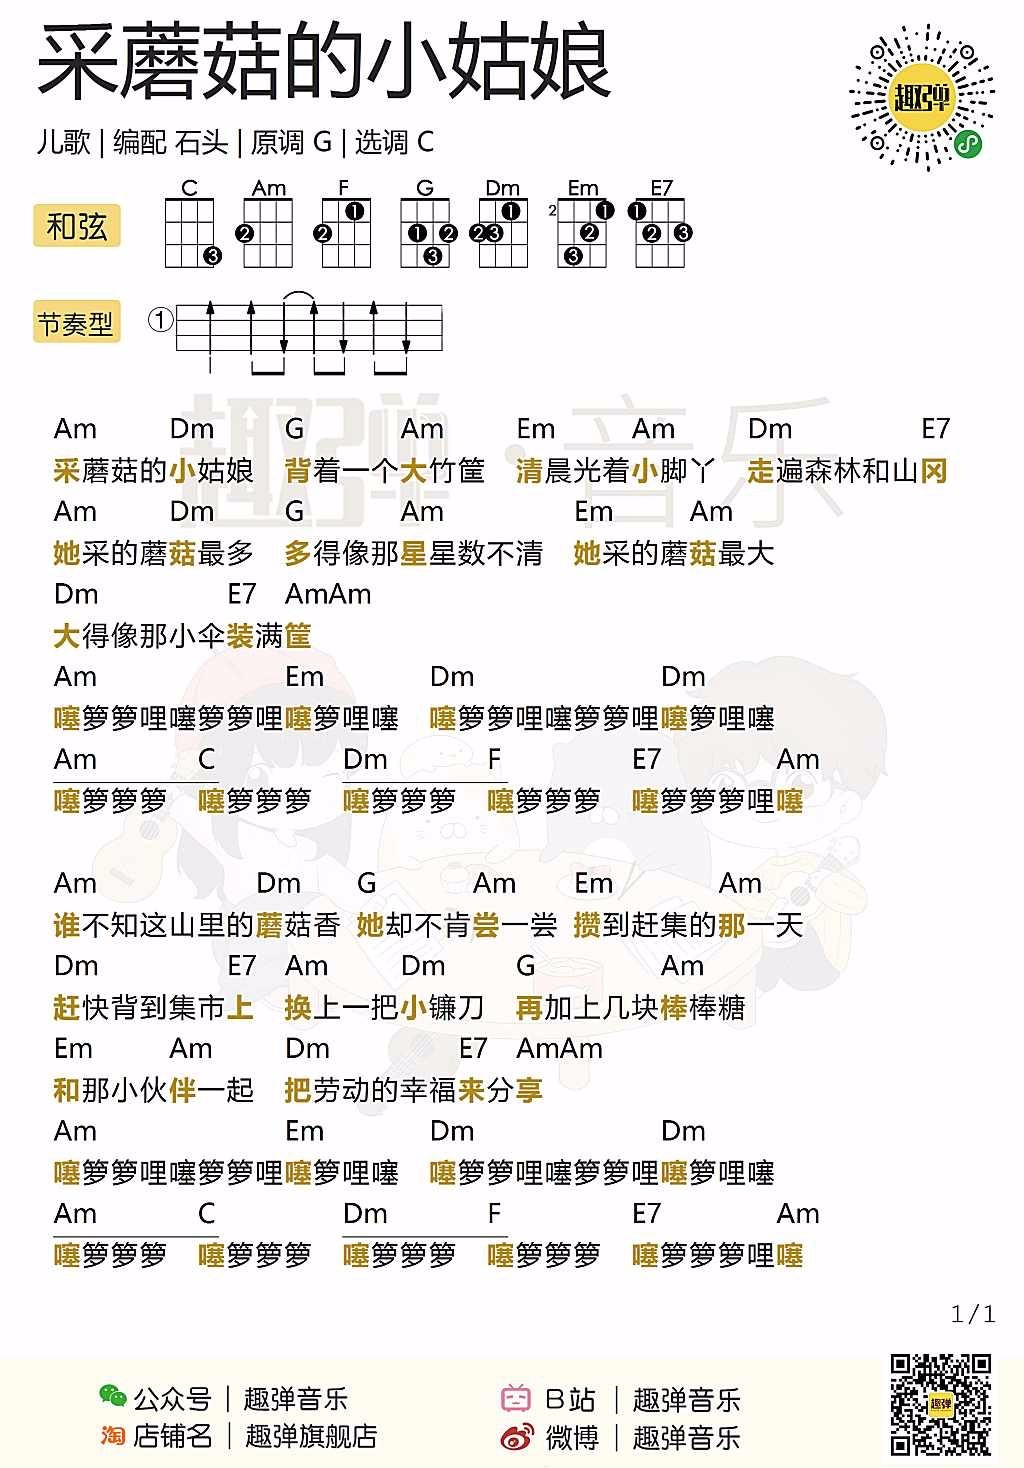 采蘑菇的小姑娘
趣弹
儿歌 | 编配 石头 | 原调 G | 选调 C
和弦 C Am F G Dm Em E7
2
3 2 1 2 1 2 3 1 2 3 1 2 3 1 2 3
节奏型 1
趣弹·音乐
Am Dm G Am Em Am Dm E7
采蘑菇的小姑娘 背着一个大竹筐 清晨光着小脚丫 走遍森林和山冈
Am Dm G Am Em Am
她采的蘑菇最多 多得像那星星数不清 她采的蘑菇最大
Dm E7 AmAm
大得像那小伞装满筐
Am Em Dm Dm
噻箩箩哩噻箩箩哩噻箩哩噻 噻箩箩哩噻箩箩哩噻箩哩噻
Am C Dm F E7 Am
噻箩箩箩 噻箩箩箩 噻箩箩箩 噻箩箩箩 噻箩箩箩哩噻
Am Dm G Am Em Am
谁不知这山里的蘑菇香 她却不肯尝一尝 攒到赶集的那一天
Dm E7 Am Dm G Am
赶快背到集市上 换上一把小镰刀 再加上几块棒棒糖
Em Am Dm E7 AmAm
和那小伙伴一起 把劳动的幸福来分享
Am Em Dm Dm
噻箩箩哩噻箩箩哩噻箩哩噻 噻箩箩哩噻箩箩哩噻箩哩噻
Am C Dm F E7 Am
噻箩箩箩 噻箩箩箩 噻箩箩箩 噻箩箩箩 噻箩箩箩哩噻
1/1
公众号 | 趣弹音乐 B站 | 趣弹音乐
淘 店铺名 | 趣弹旗舰店 微博 | 趣弹音乐
趣弹